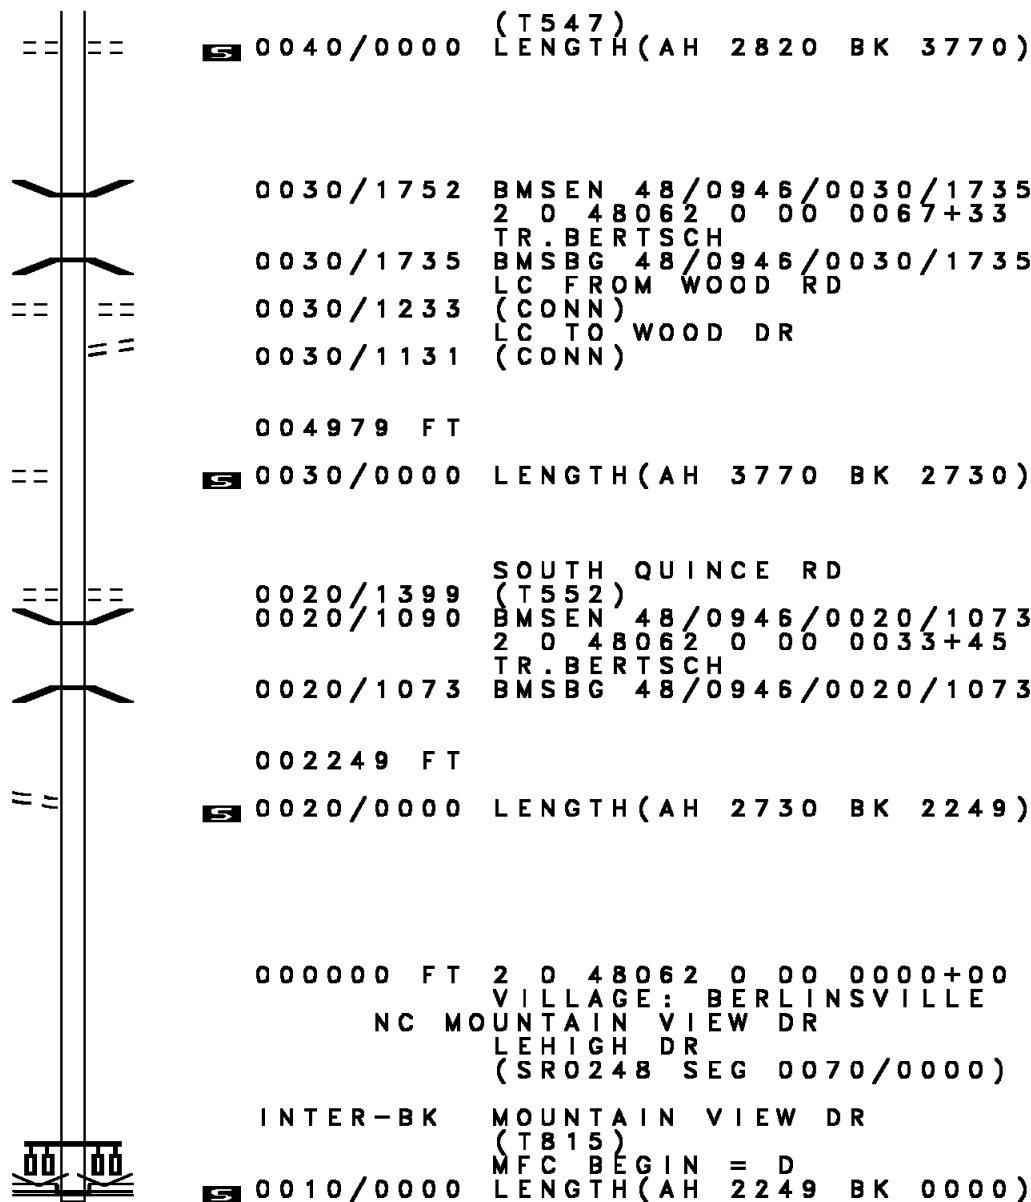 (T547)
S 0040/0000 LENGTH(AH 2820 BK 3770)
0030/1752 BMSEN 48/0946/0030/1735
2 0 48062 0 00 0067+33
TR.BERTSCH
0030/1735 BMSBG 48/0946/0030/1735
LC FROM WOOD RD
0030/1233 (CONN)
LC TO WOOD DR
0030/1131 (CONN)
004979 FT
S 0030/0000 LENGTH(AH 3770 BK 2730)
SOUTH QUINCE RD
0020/1399 (T552)
0020/1090 BMSEN 48/0946/0020/1073
2 0 48062 0 00 0033+45
TR.BERTSCH
0020/1073 BMSBG 48/0946/0020/1073
002249 FT
S 0020/0000 LENGTH(AH 2730 BK 2249)
000000 FT 2 0 48062 0 00 0000+00
VILLAGE: BERLINSVILLE
NC MOUNTAIN VIEW DR
LEHIGH DR
(SR0248 SEG 0070/0000)
INTER-BK MOUNTAIN VIEW DR
(T815)
MFC BEGIN = D
S 0010/0000 LENGTH(AH 2249 BK 0000)